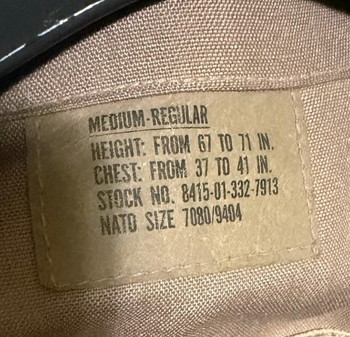 MEDIUM-REGULAR
HEIGHT: FROM 67 TO 71 IN.
CHEST: FROM 37 TO 41 IN.
STOCK NO. 8415-01-332-7913
NATO SIZE 7080/9404